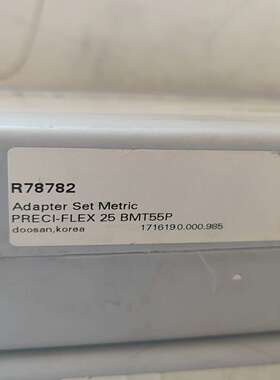 R78782
Adapter Set Metric
PRECI-FLEX 25 BMT55P
doosan,korea 1716190.000.985